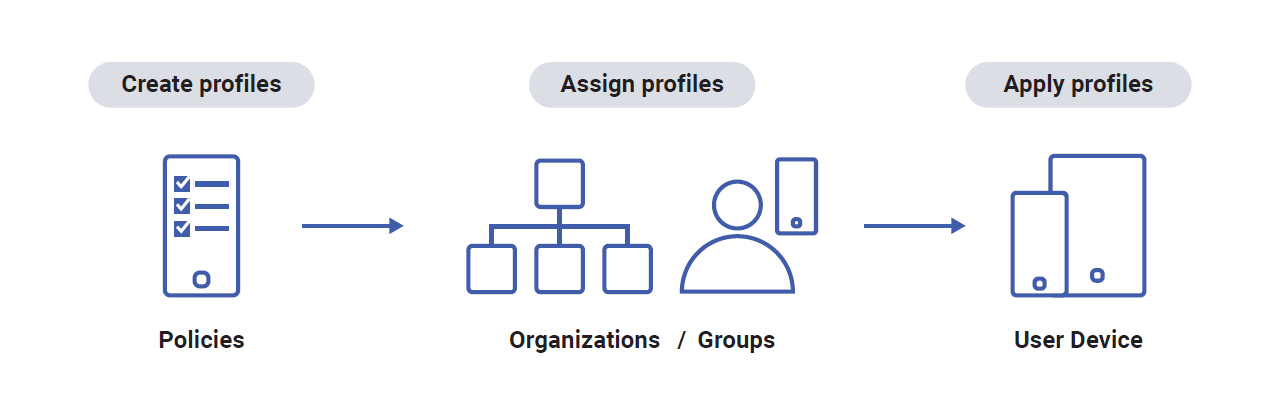 Create profiles
Assign profiles
Apply profiles
Policies
Organizations / Groups
User Device